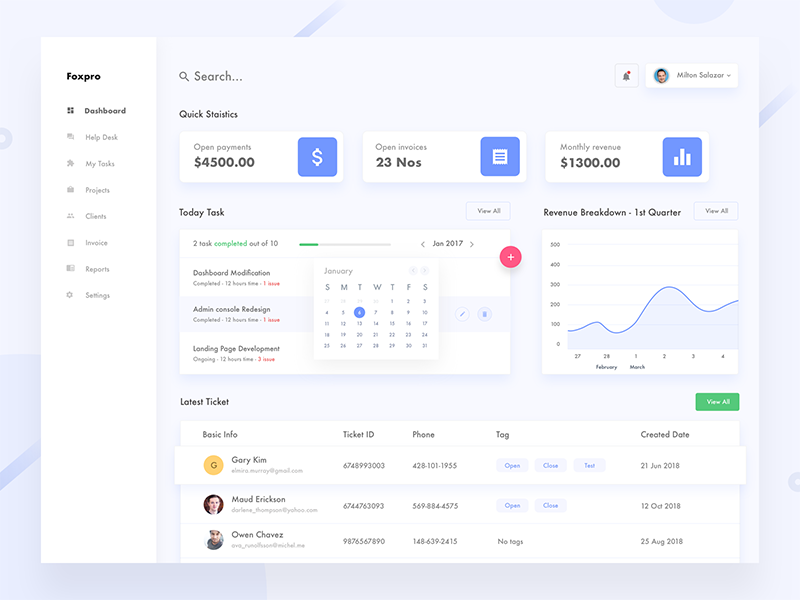 Foxpro
Search...
Milton Salazar
Dashboard
Help Desk
My Tasks
Projects
Clients
Invoice
Reports
Settings
Quick Staistics
Open payments
$4500.00
Open invoices
23 Nos
Monthly revenue
$1300.00
Today Task
View All
2 task completed out of 10
Jan 2017
Dashboard Modification
Completed - 12 hours time - 1 issue
Admin console Redesign
Completed - 12 hours time - 1 issue
Landing Page Development
Ongoing - 12 hours time - 3 issue
January
S M T W T F S
1 2 3
4 5 6 7 8 9 10
11 12 13 14 15 16 17
18 19 20 21 22 23 24
25 26 27 28 29 30 31
Revenue Breakdown - 1st Quarter
View All
500
400
300
200
100
0
27 28 1 2 3 4
February March
Latest Ticket
View All
Basic Info Ticket ID Phone Tag Created Date
G
Gary Kim
elmira.murray@gmail.com
6748993003 428-101-1955 Open Close Test 21 Jun 2018
Maud Erickson
darlene_thompson@yahoo.com
6744763093 569-884-4575 Open Close 12 Oct 2018
Owen Chavez
ava_runolfsson@michel.me
9876567890 148-639-2415 No tags 25 Aug 2018